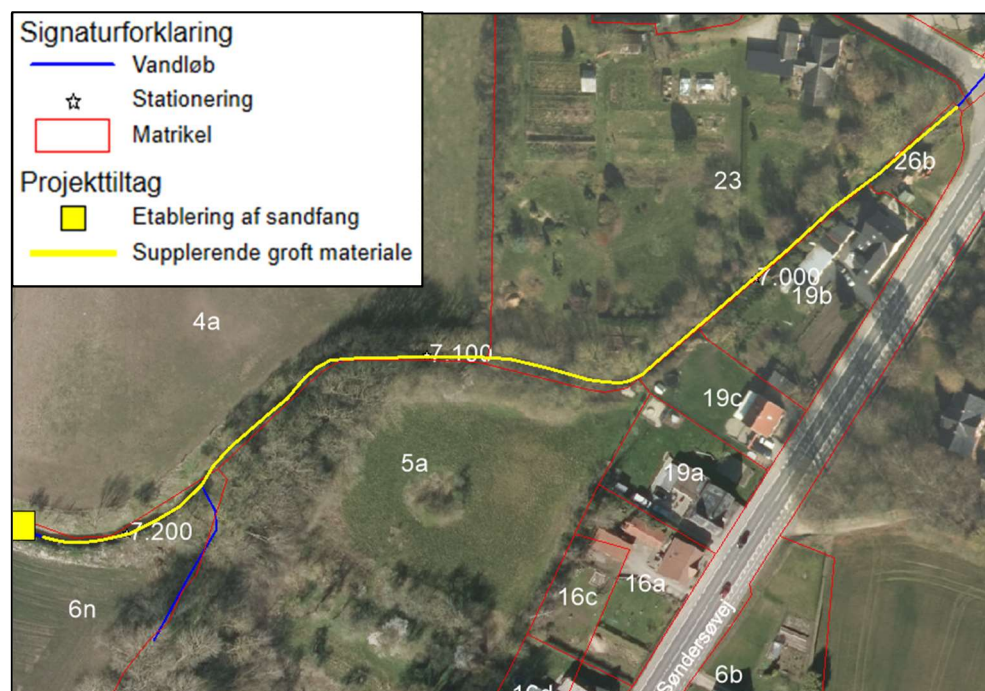 Signaturforklaring
Vandløb
Stationering
Matrikel
Projekttiltag
Etablering af sandfang
Supplerende groft materiale
26b
23
7.000
19b
4a
7.100
19c
5a
19a
7.200
16a
16c
6n
Søndersøvej
6b
16d